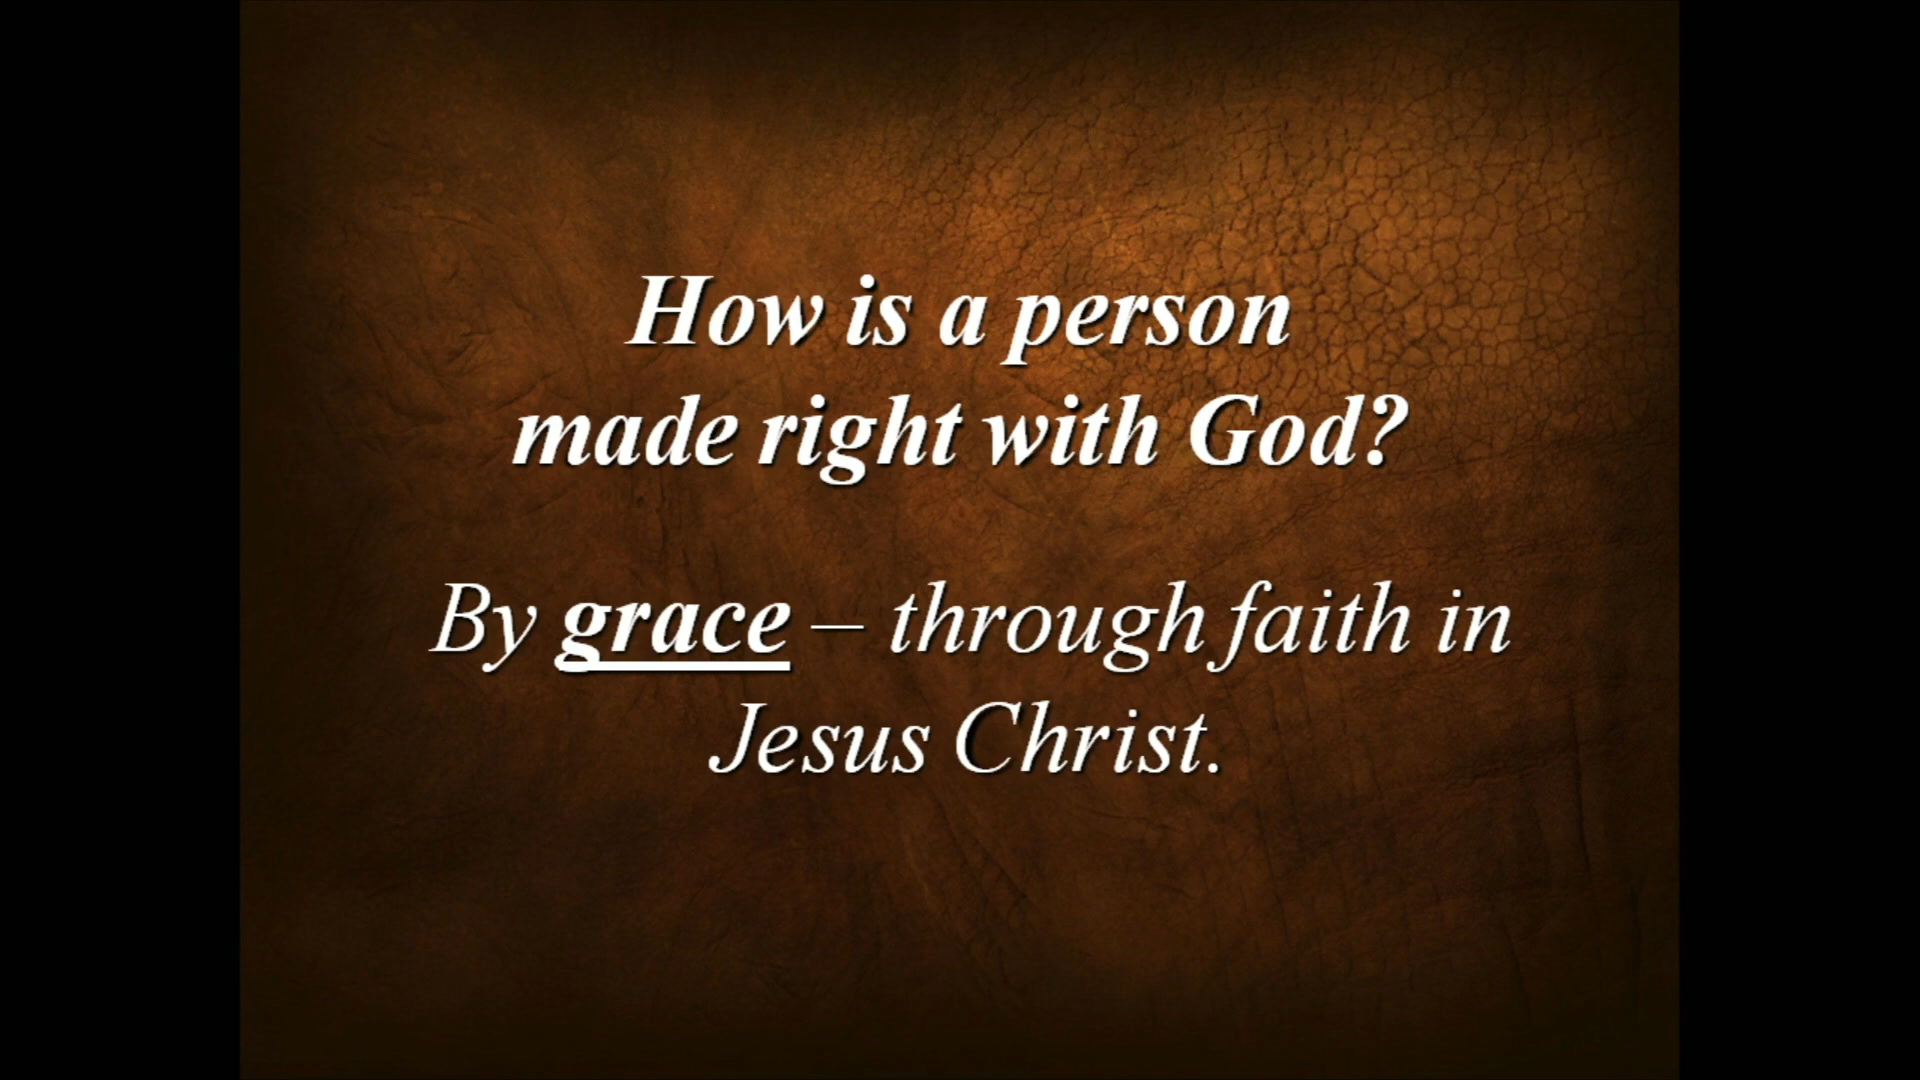 How is a person
made right with God?
By grace – through faith in
Jesus Christ.